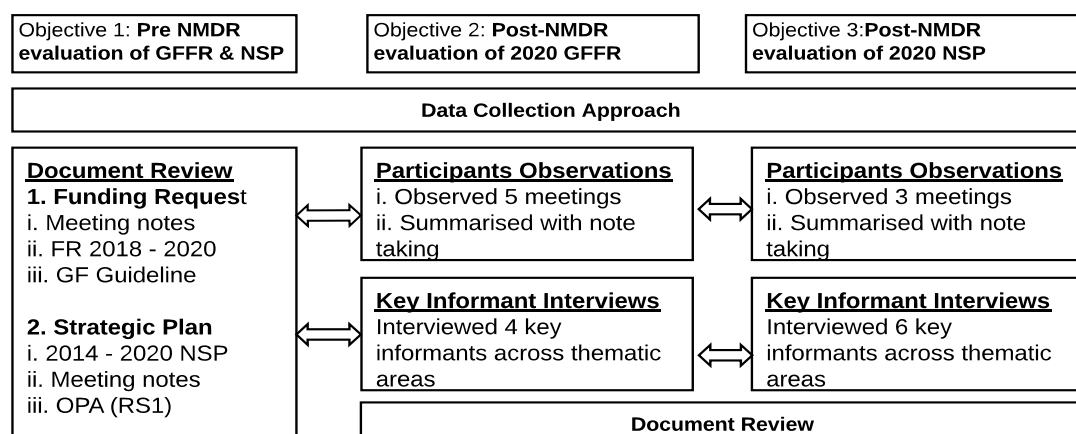 Objective 1: Pre NMDR
evaluation of GFFR & NSP
Objective 2: Post-NMDR
evaluation of 2020 GFFR
Objective 3:Post-NMDR
evaluation of 2020 NSP
Data Collection Approach
Document Review
1. Funding Request
i. Meeting notes
ii. FR 2018 - 2020
iii. GF Guideline
2. Strategic Plan
i. 2014 - 2020 NSP
ii. Meeting notes
iii. OPA (RS1)
Participants Observations
i. Observed 5 meetings
ii. Summarised with note
taking
Participants Observations
i. Observed 3 meetings
ii. Summarised with note
taking
Key Informant Interviews
Interviewed 4 key
informants across thematic
areas
Key Informant Interviews
Interviewed 6 key
informants across thematic
areas
Document Review